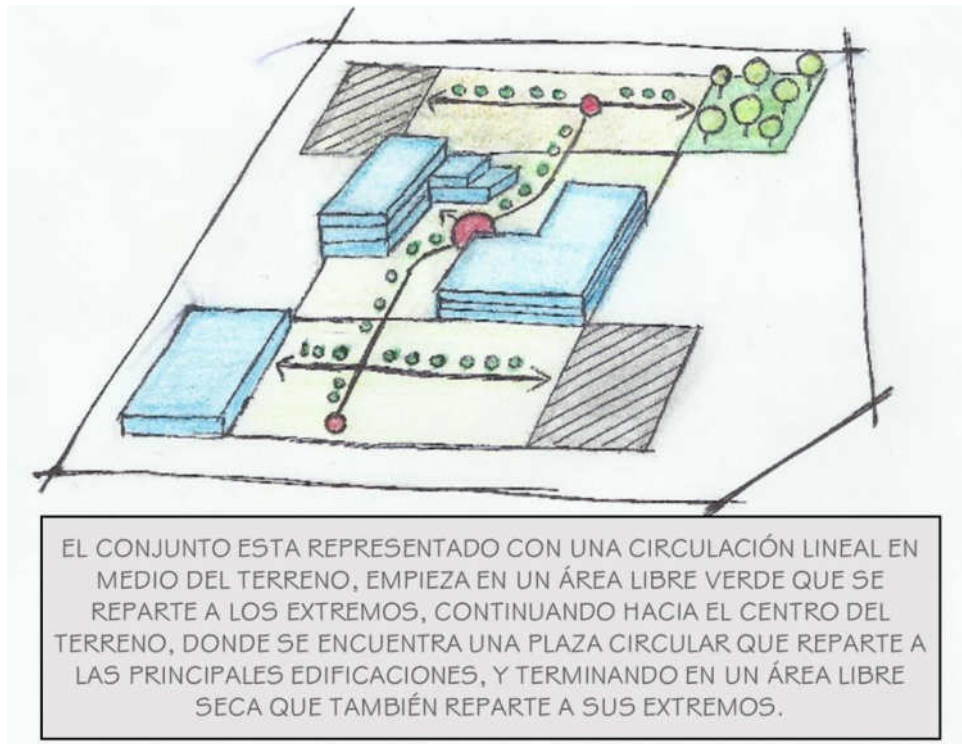 EL CONJUNTO ESTA REPRESENTADO CON UNA CIRCULACIÓN LINEAL EN
MEDIO DEL TERRENO, EMPIEZA EN UN ÁREA LIBRE VERDE QUE SE
REPARTE A LOS EXTREMOS, CONTINUANDO HACIA EL CENTRO DEL
TERRENO, DONDE SE ENCUENTRA UNA PLAZA CIRCULAR QUE REPARTE A
LAS PRINCIPALES EDIFICACIONES, Y TERMINANDO EN UN ÁREA LIBRE
SECA QUE TAMBIÉN REPARTE A SUS EXTREMOS.